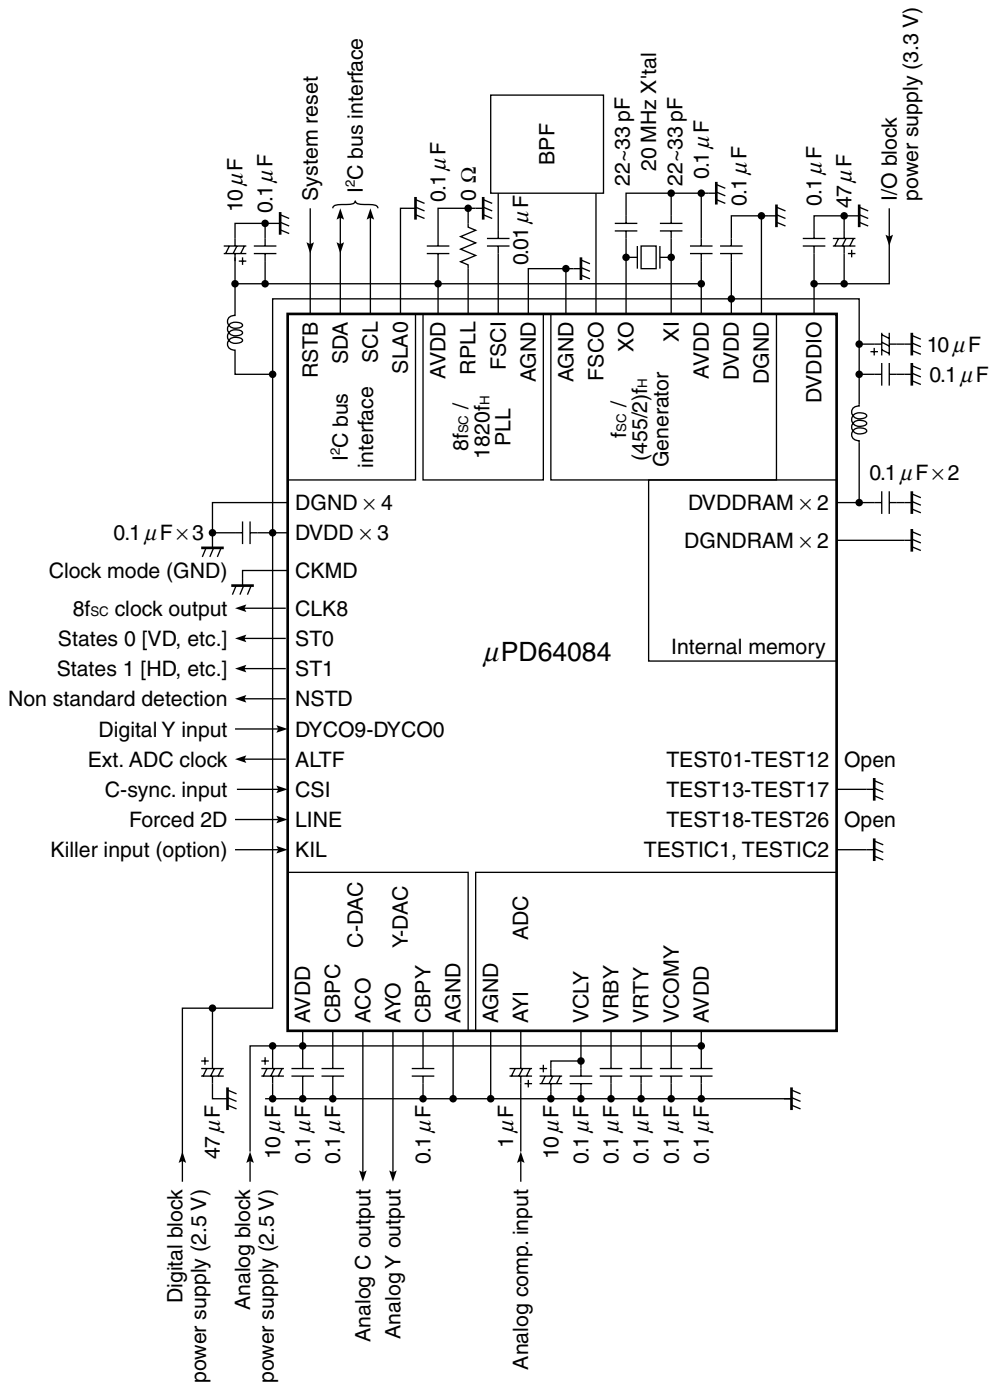 10 µF
0.1 µF
System reset
I²C bus interface
0.1 µF
0 Ω
0.01 µF
BPF
22~33 pF
20 MHz X'tal
22~33 pF
0.1 µF
0.1 µF
0.1 µF
47 µF
I/O block
power supply (3.3 V)
RSTB
SDA
SCL
SLA0
I²C bus
interface
AVDD
RPLL
FSCI
AGND
8fSC /
1820fH
PLL
AGND
FSCO
XO
XI
AVDD
DVDD
DGND
fSC /
(455/2)fH
Generator
DVDDIO
10 µF
0.1 µF
0.1 µF × 2
DGND × 4
DVDD × 3
0.1 µF × 3
DVDDRAM × 2
DGNDRAM × 2
Internal memory
Clock mode (GND)
CKMD
8fSC clock output
CLK8
States 0 [VD, etc.]
ST0
States 1 [HD, etc.]
ST1
Non standard detection
NSTD
Digital Y input
DYCO9-DYCO0
Ext. ADC clock
ALTF
C-sync. input
CSI
Forced 2D
LINE
Killer input (option)
KIL
µPD64084
TEST01-TEST12
Open
TEST13-TEST17
TEST18-TEST26
Open
TESTIC1, TESTIC2
C-DAC
Y-DAC
ADC
AVDD
CBPC
ACO
AYO
CBPY
AGND
AGND
AYI
VCLY
VRBY
VRTY
VCOMY
AVDD
47 µF
10 µF
0.1 µF
0.1 µF
0.1 µF
1 µF
10 µF
0.1 µF
0.1 µF
0.1 µF
0.1 µF
0.1 µF
Digital block
power supply (2.5 V)
Analog block
power supply (2.5 V)
Analog C output
Analog Y output
Analog comp. input